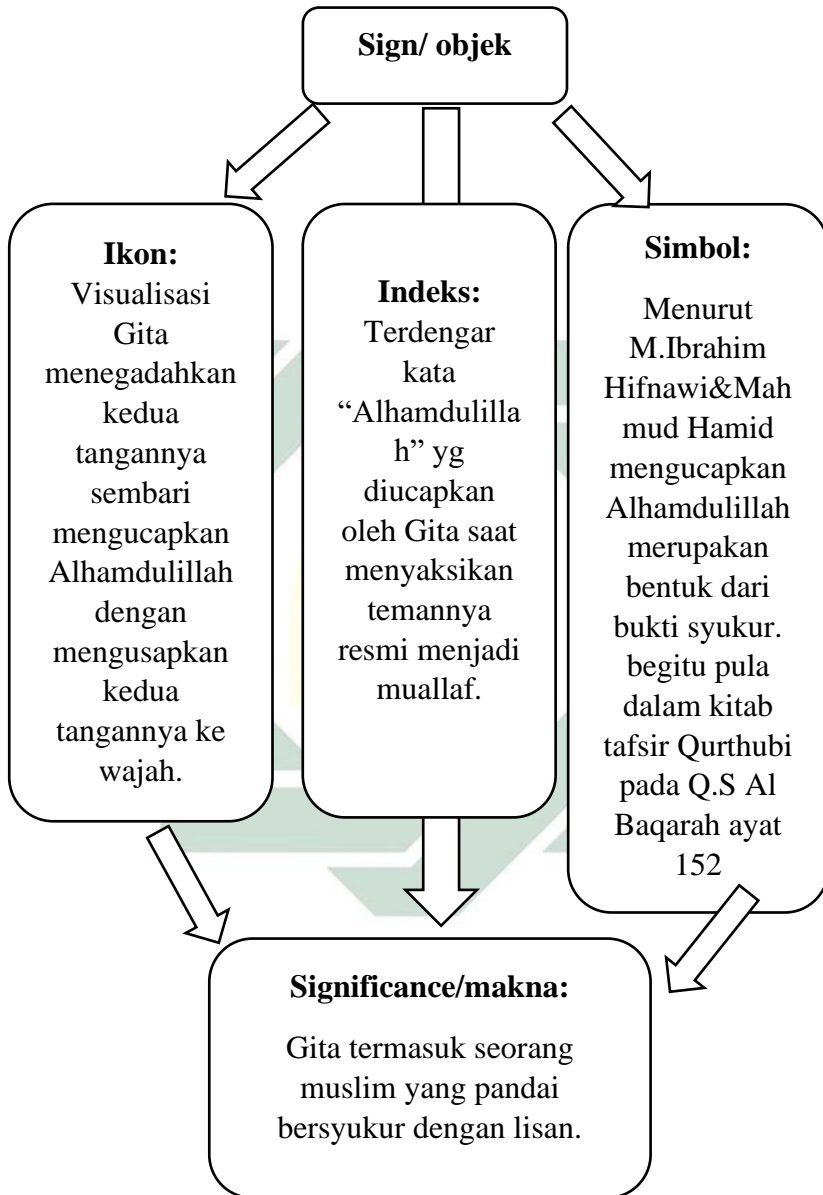 Sign/ objek
Ikon:
Visualisasi
Gita
menegadahkan
kedua
tangannya
sembari
mengucapkan
Alhamdulillah
dengan
mengusapkan
kedua
tangannya ke
wajah.
Indeks:
Terdengar
kata
“Alhamdulilla
h” yg
diucapkan
oleh Gita saat
menyaksikan
temannya
resmi menjadi
muallaf.
Simbol:
Menurut
M.Ibrahim
Hifnawi&Mah
mud Hamid
mengucapkan
Alhamdulillah
merupakan
bentuk dari
bukti syukur.
begitu pula
dalam kitab
tafsir Qurthubi
pada Q.S Al
Baqarah ayat
152
Significance/makna:
Gita termasuk seorang
muslim yang pandai
bersyukur dengan lisan.